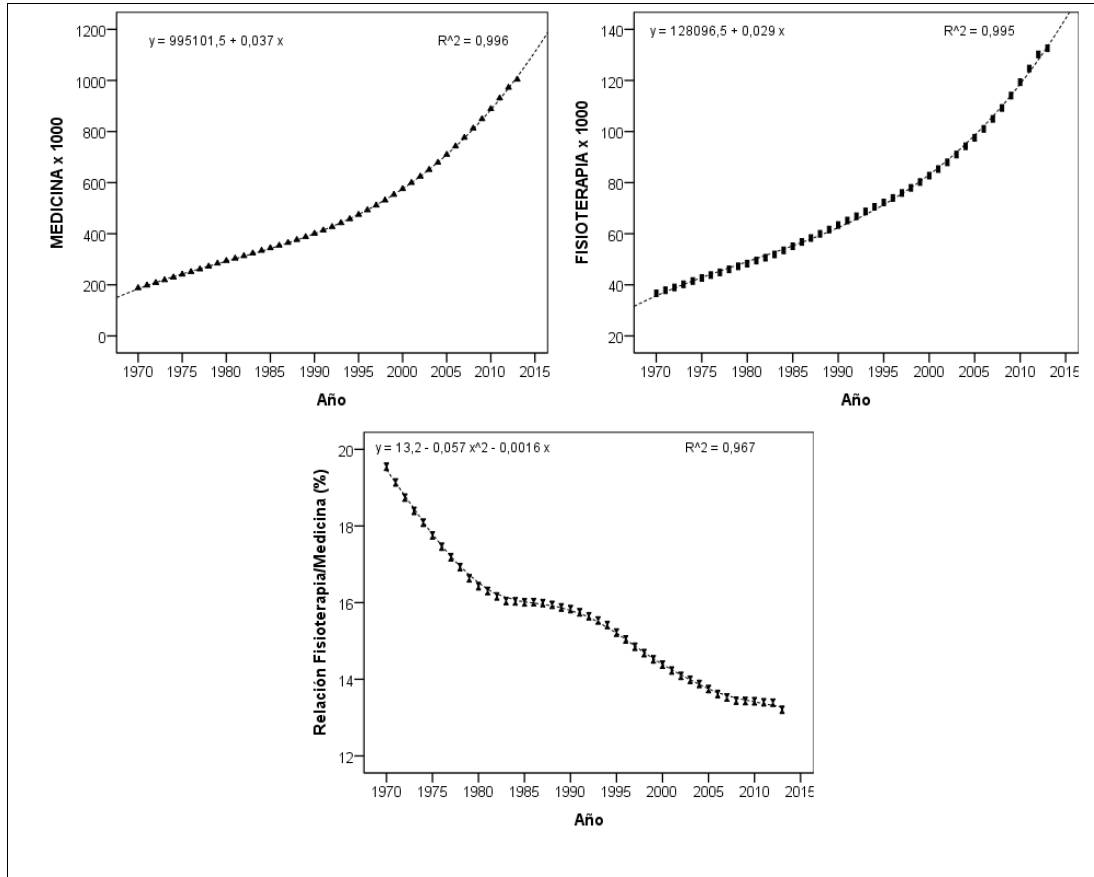 y = 995101,5 + 0,037 x
R^2 = 0,996
MEDICINA x 1000
1200
1000
800
600
400
200
0
1970 1975 1980 1985 1990 1995 2000 2005 2010 2015
Año
y = 128096,5 + 0,029 x
R^2 = 0,995
FISIOTERAPIA x 1000
140
120
100
80
60
40
20
1970 1975 1980 1985 1990 1995 2000 2005 2010 2015
Año
y = 13,2 - 0,057 x^2 - 0,0016 x
R^2 = 0,967
Relación Fisioterapia/Medicina (%)
20
18
16
14
12
1970 1975 1980 1985 1990 1995 2000 2005 2010 2015
Año